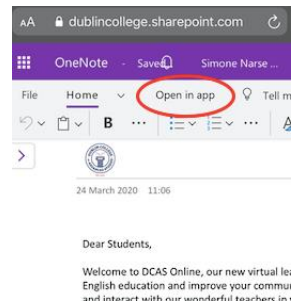 AA dublincollege.sharepoint.com
OneNote - Saved Simone Narse ...
File Home Open in app Tell m
B ... ...
24 March 2020 11:06
Dear Students,
Welcome to DCAS Online, our new virtual lea
English education and improve your commu
and interact with our wonderful teachers in